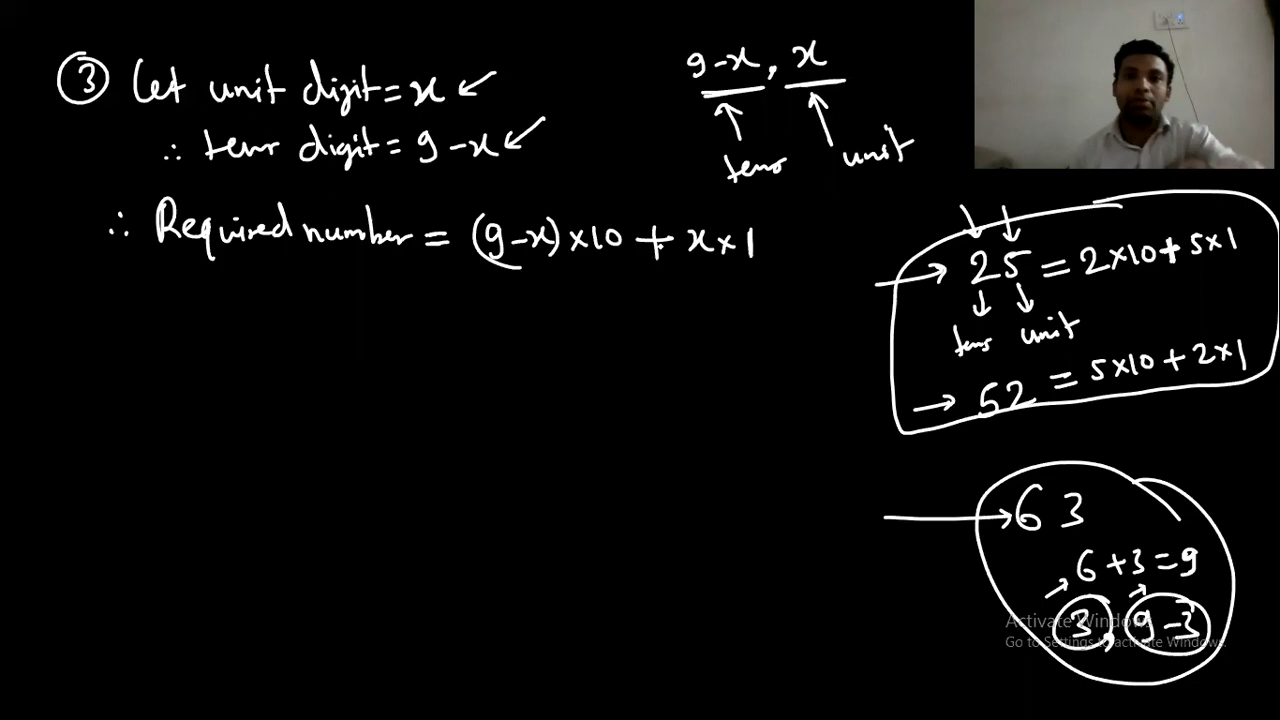 ③ Let unit digit = x ↙
∴ tens digit = 9 - x ↙
9-x, x
tens unit
∴ Required number = (9-x)×10 + x×1
→ 25 = 2×10 + 5×1
tens unit
→ 52 = 5×10 + 2×1
→ 63
6+3=9
3, 9-3
Activate Windows
Go to Settings to activate Windows.